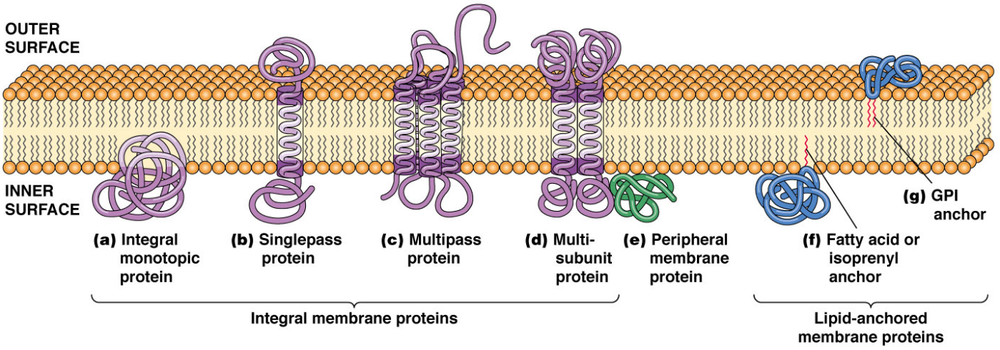 OUTER
SURFACE
INNER
SURFACE
(a) Integral
monotopic
protein
(b) Singlepass
protein
(c) Multipass
protein
(d) Multi-
subunit
protein
(e) Peripheral
membrane
protein
(f) Fatty acid or
isoprenyl
anchor
(g) GPI
anchor
Integral membrane proteins
Lipid-anchored
membrane proteins